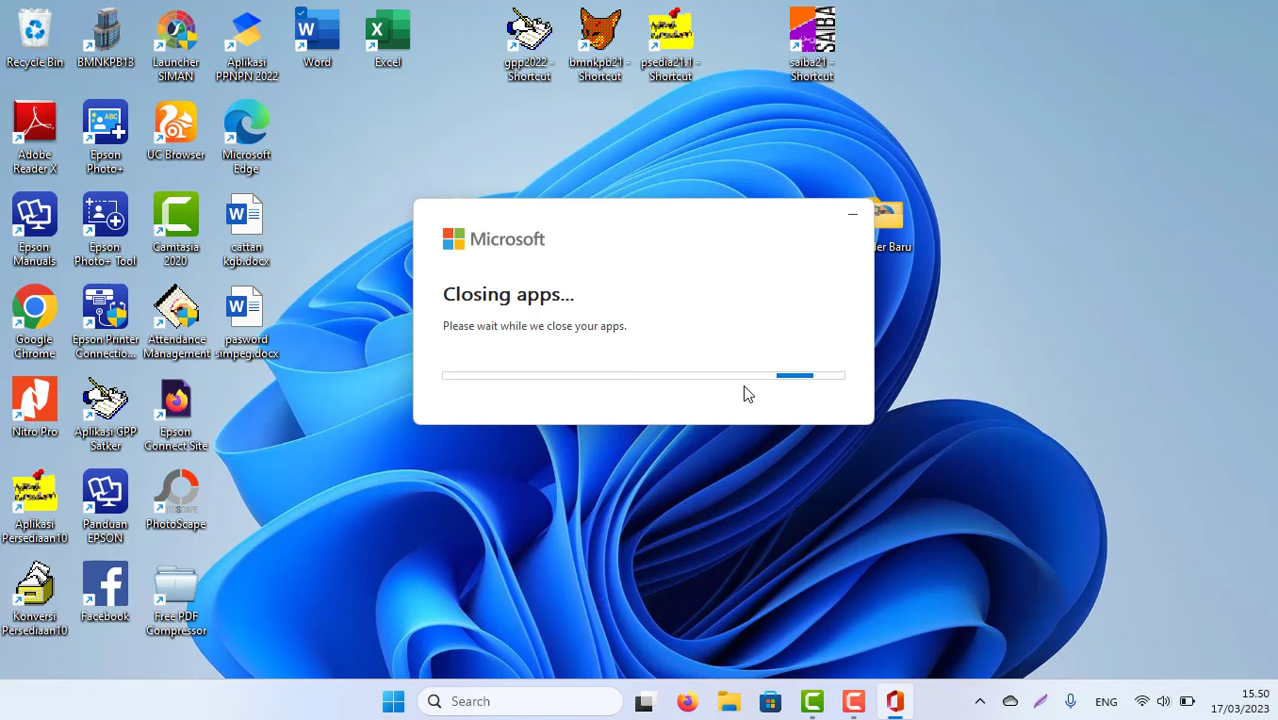 Recycle Bin
BMNKPB13
Launcher
SIMAN
Aplikasi
PPNPN 2022
Word
Excel
gpp2022 -
Shortcut
bmnkpb21 -
Shortcut
psedia21.1 -
Shortcut
SAIBA
saiba21 -
Shortcut
Adobe
Reader X
Epson
Photo+
UC Browser
Microsoft
Edge
Epson
Manuals
Epson
Photo+ Tool
Camtasia
2020
cattan
kgb.docx
Microsoft
Closing apps...
Please wait while we close your apps.
er Baru
Google
Chrome
Epson Printer
Connectio...
Attendance
Management
pasword
simpeg.docx
Nitro Pro
Aplikasi GPP
Satker
Epson
Connect Site
Aplikasi
Persediaan10
Panduan
EPSON
PhotoScape
Konversi
Persediaan10
Facebook
Free PDF
Compressor
Search
ENG
15.50
17/03/2023